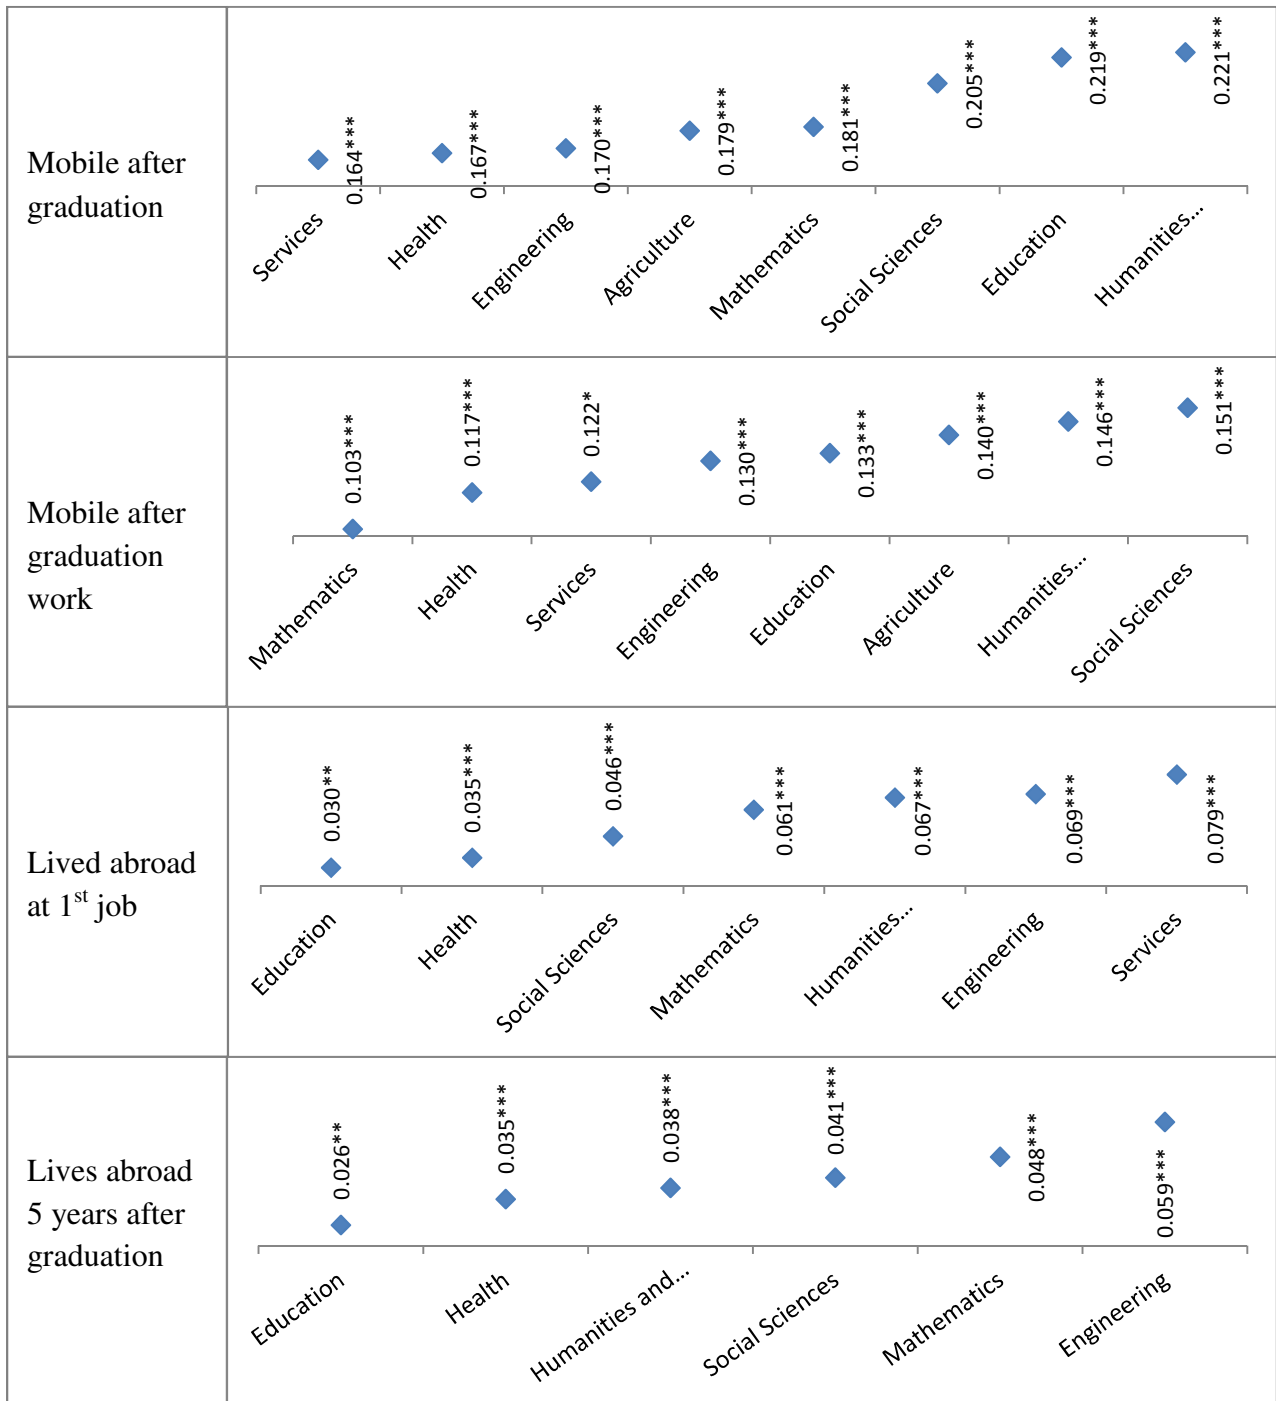 Mobile after
graduation
0.164***
0.167***
0.170***
0.179***
0.181***
0.205***
0.219***
0.221***
Services
Health
Engineering
Agriculture
Mathematics
Social Sciences
Education
Humanities…
Mobile after
graduation
work
0.103***
0.117***
0.122*
0.130***
0.133***
0.140***
0.146***
0.151***
Mathematics
Health
Services
Engineering
Education
Agriculture
Humanities…
Social Sciences
Lived abroad
at 1st job
0.030**
0.035***
0.046***
0.061***
0.067***
0.069***
0.079***
Education
Health
Social Sciences
Mathematics
Humanities…
Engineering
Services
Lives abroad
5 years after
graduation
0.026**
0.035***
0.038***
0.041***
0.048***
0.059***
Education
Health
Humanities and…
Social Sciences
Mathematics
Engineering